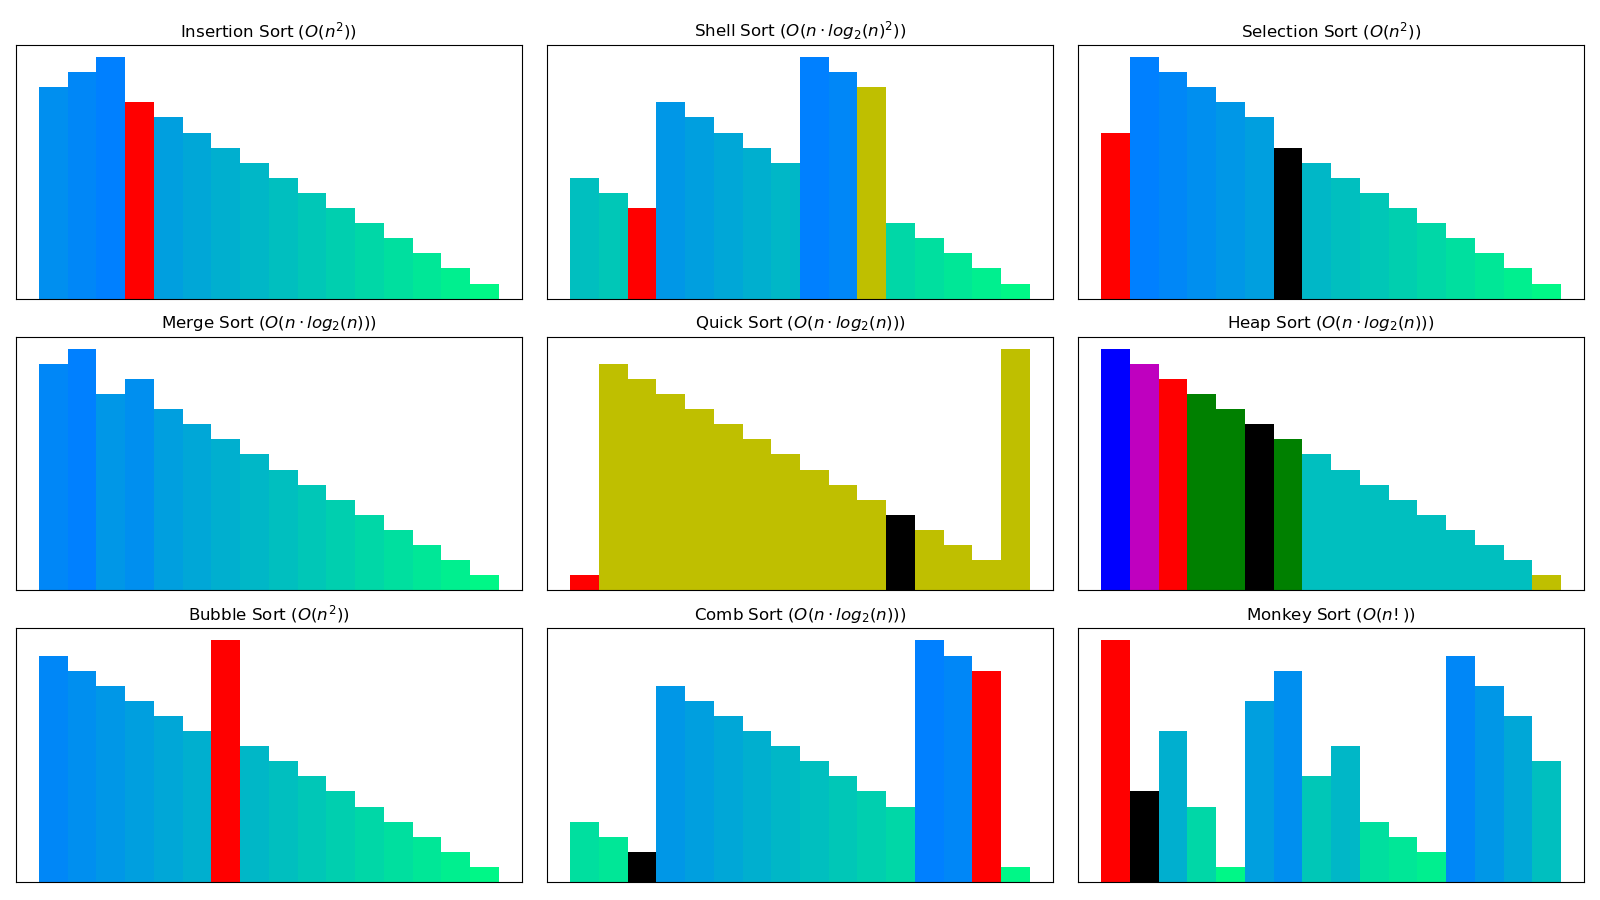 Insertion Sort (O(n²))
Shell Sort (O(n · log₂(n)²))
Selection Sort (O(n²))
Merge Sort (O(n · log₂(n)))
Quick Sort (O(n · log₂(n)))
Heap Sort (O(n · log₂(n)))
Bubble Sort (O(n²))
Comb Sort (O(n · log₂(n)))
Monkey Sort (O(n! ))